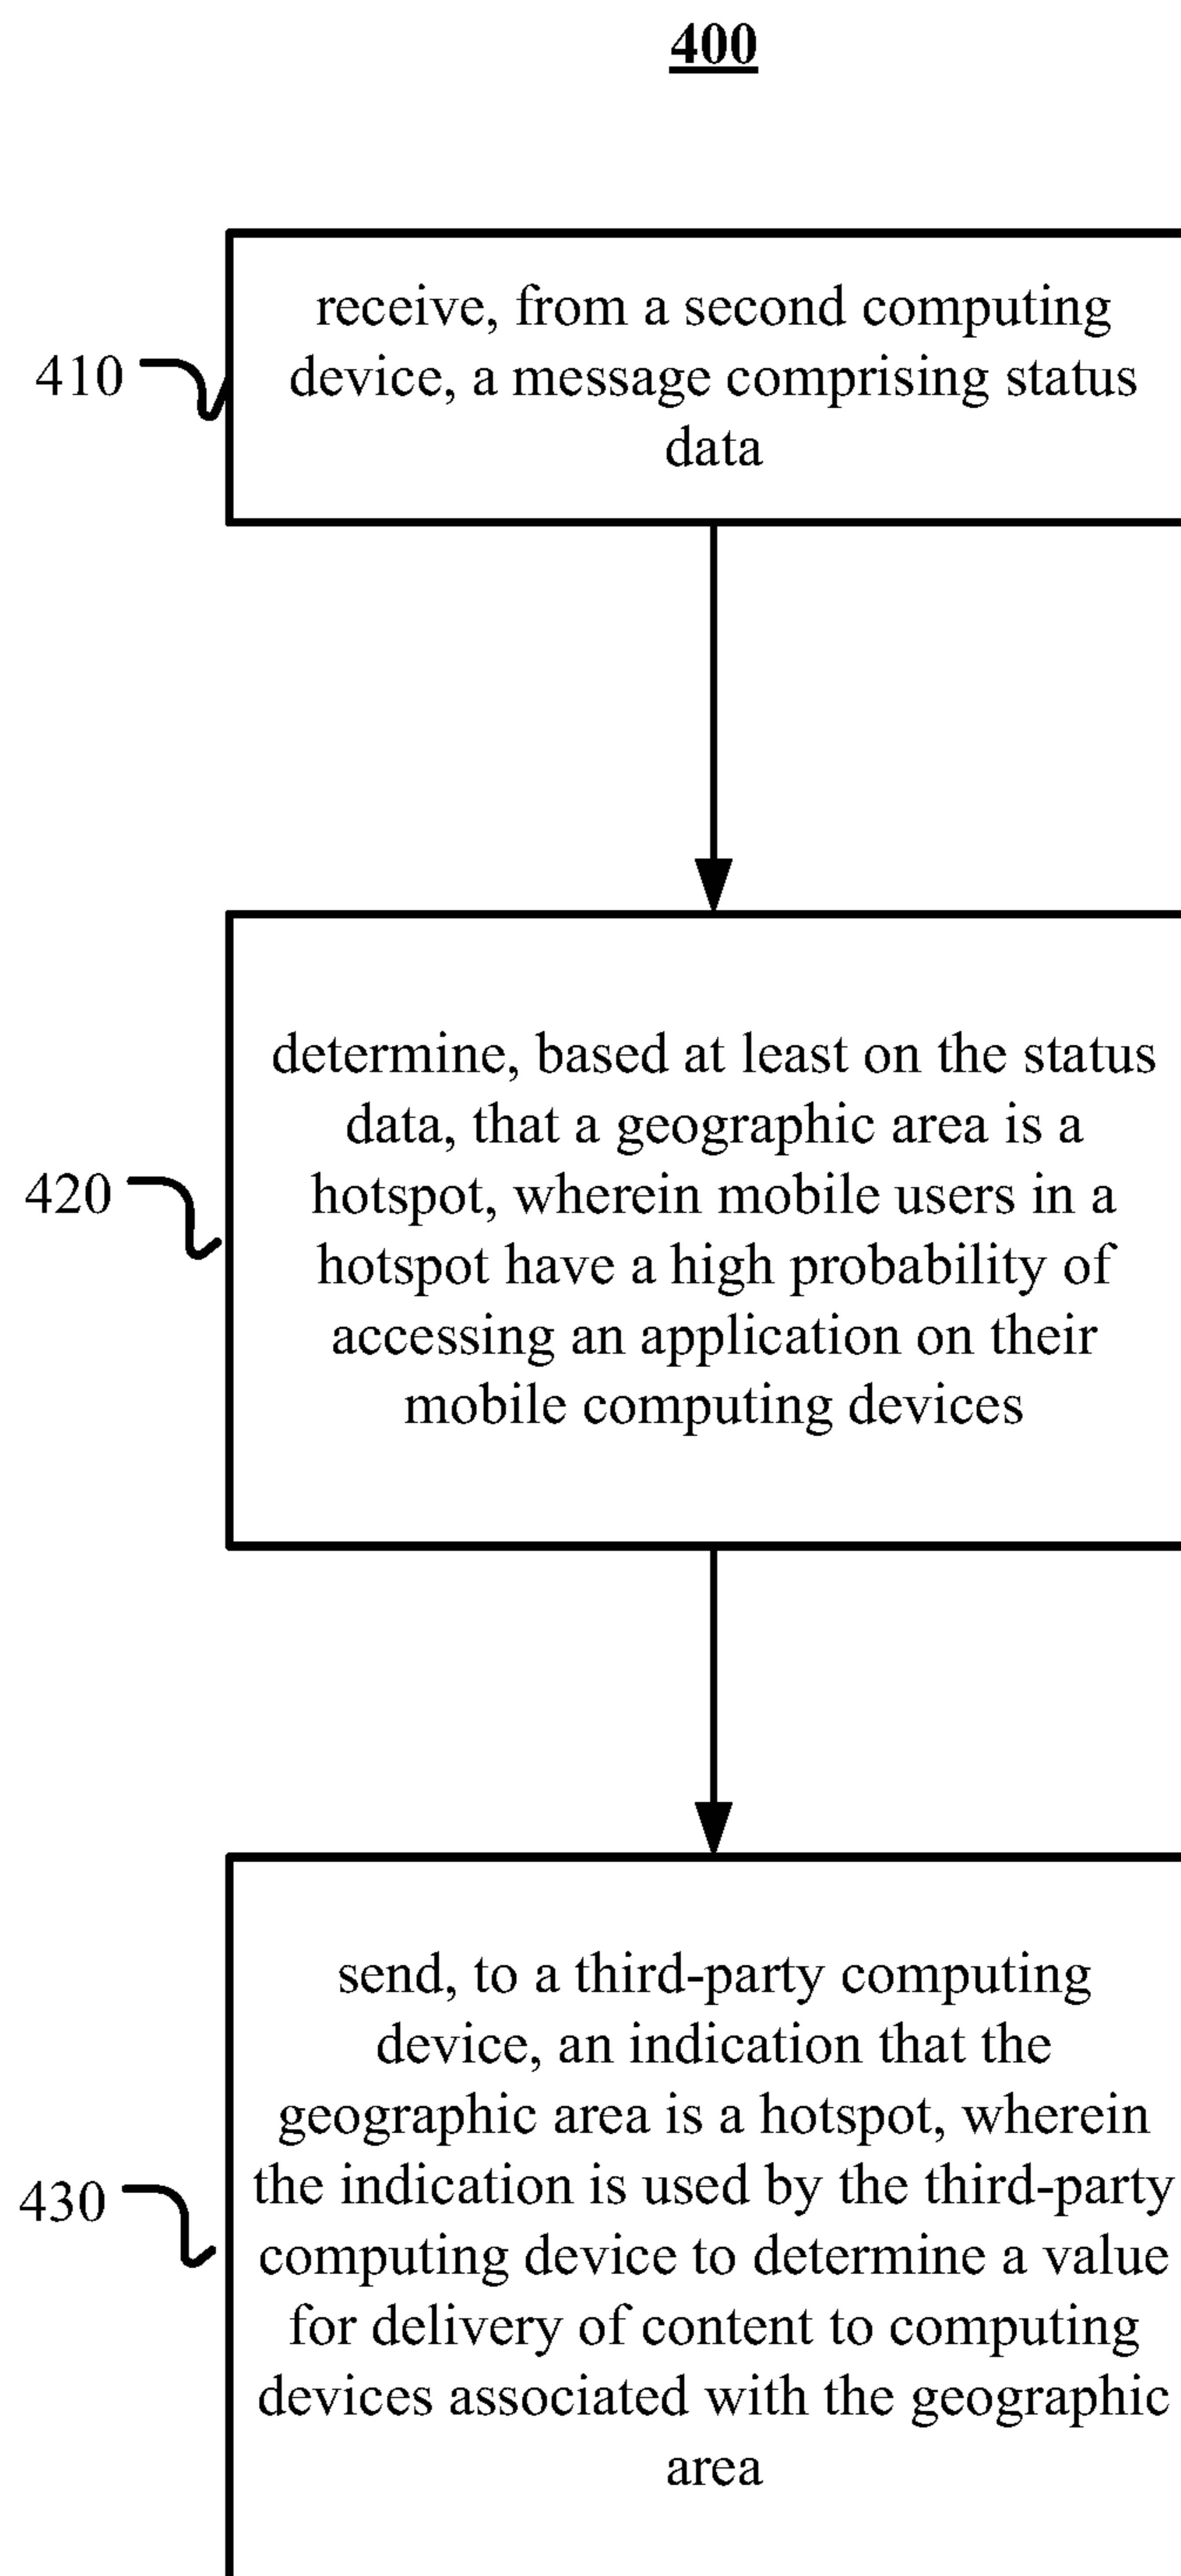 400
receive, from a second computing
device, a message comprising status
data
410
determine, based at least on the status
data, that a geographic area is a
hotspot, wherein mobile users in a
hotspot have a high probability of
accessing an application on their
mobile computing devices
420
send, to a third-party computing
device, an indication that the
geographic area is a hotspot, wherein
the indication is used by the third-party
computing device to determine a value
for delivery of content to computing
devices associated with the geographic
area
430